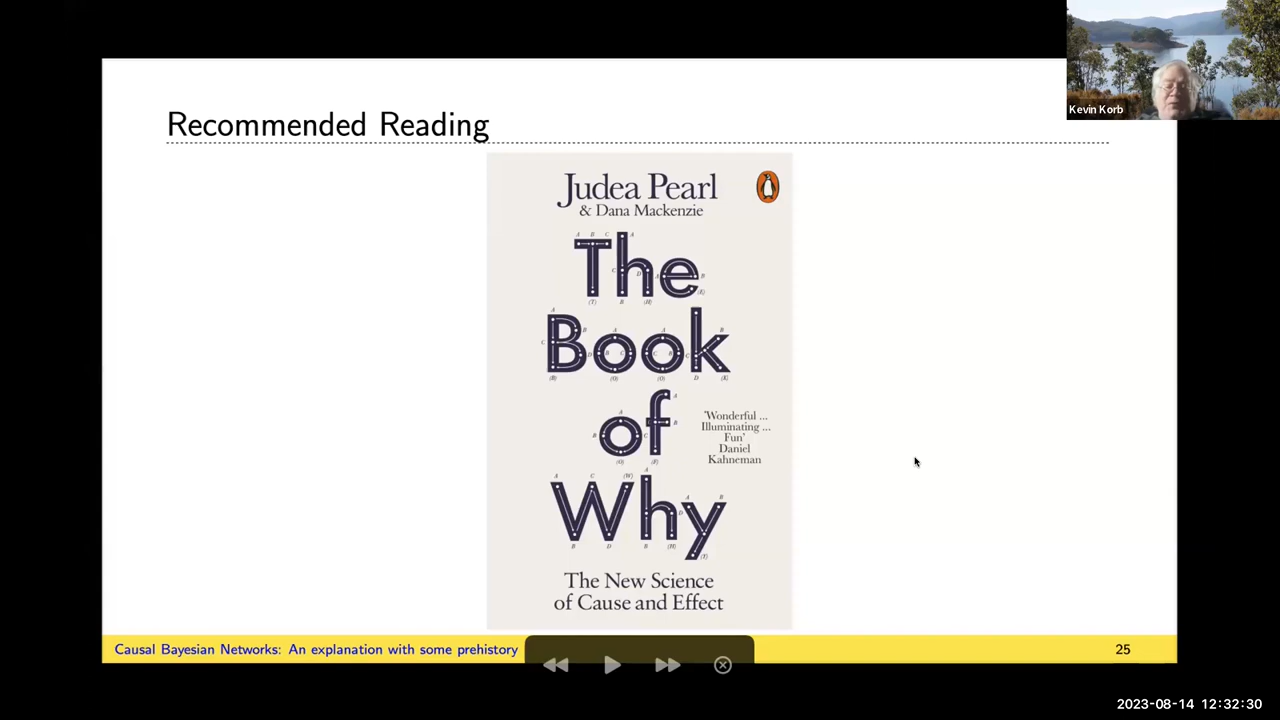 Kevin Korb
Recommended Reading
Judea Pearl
& Dana Mackenzie
The
Book
of
Why
'Wonderful ...
Illuminating ...
Fun'
Daniel
Kahneman
The New Science
of Cause and Effect
Causal Bayesian Networks: An explanation with some prehistory
25
2023-08-14 12:32:30